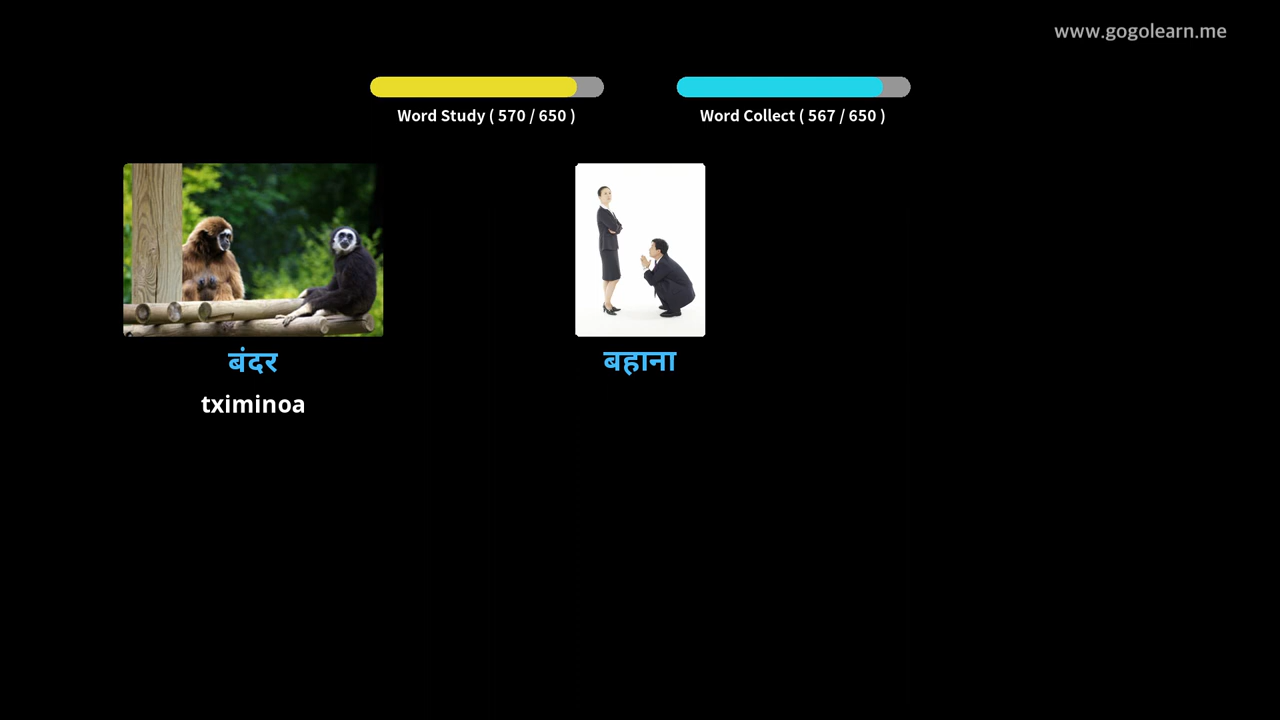 www.gogolearn.me
Word Study ( 570 / 650 )
Word Collect ( 567 / 650 )
बंदर
tximinoa
बहाना